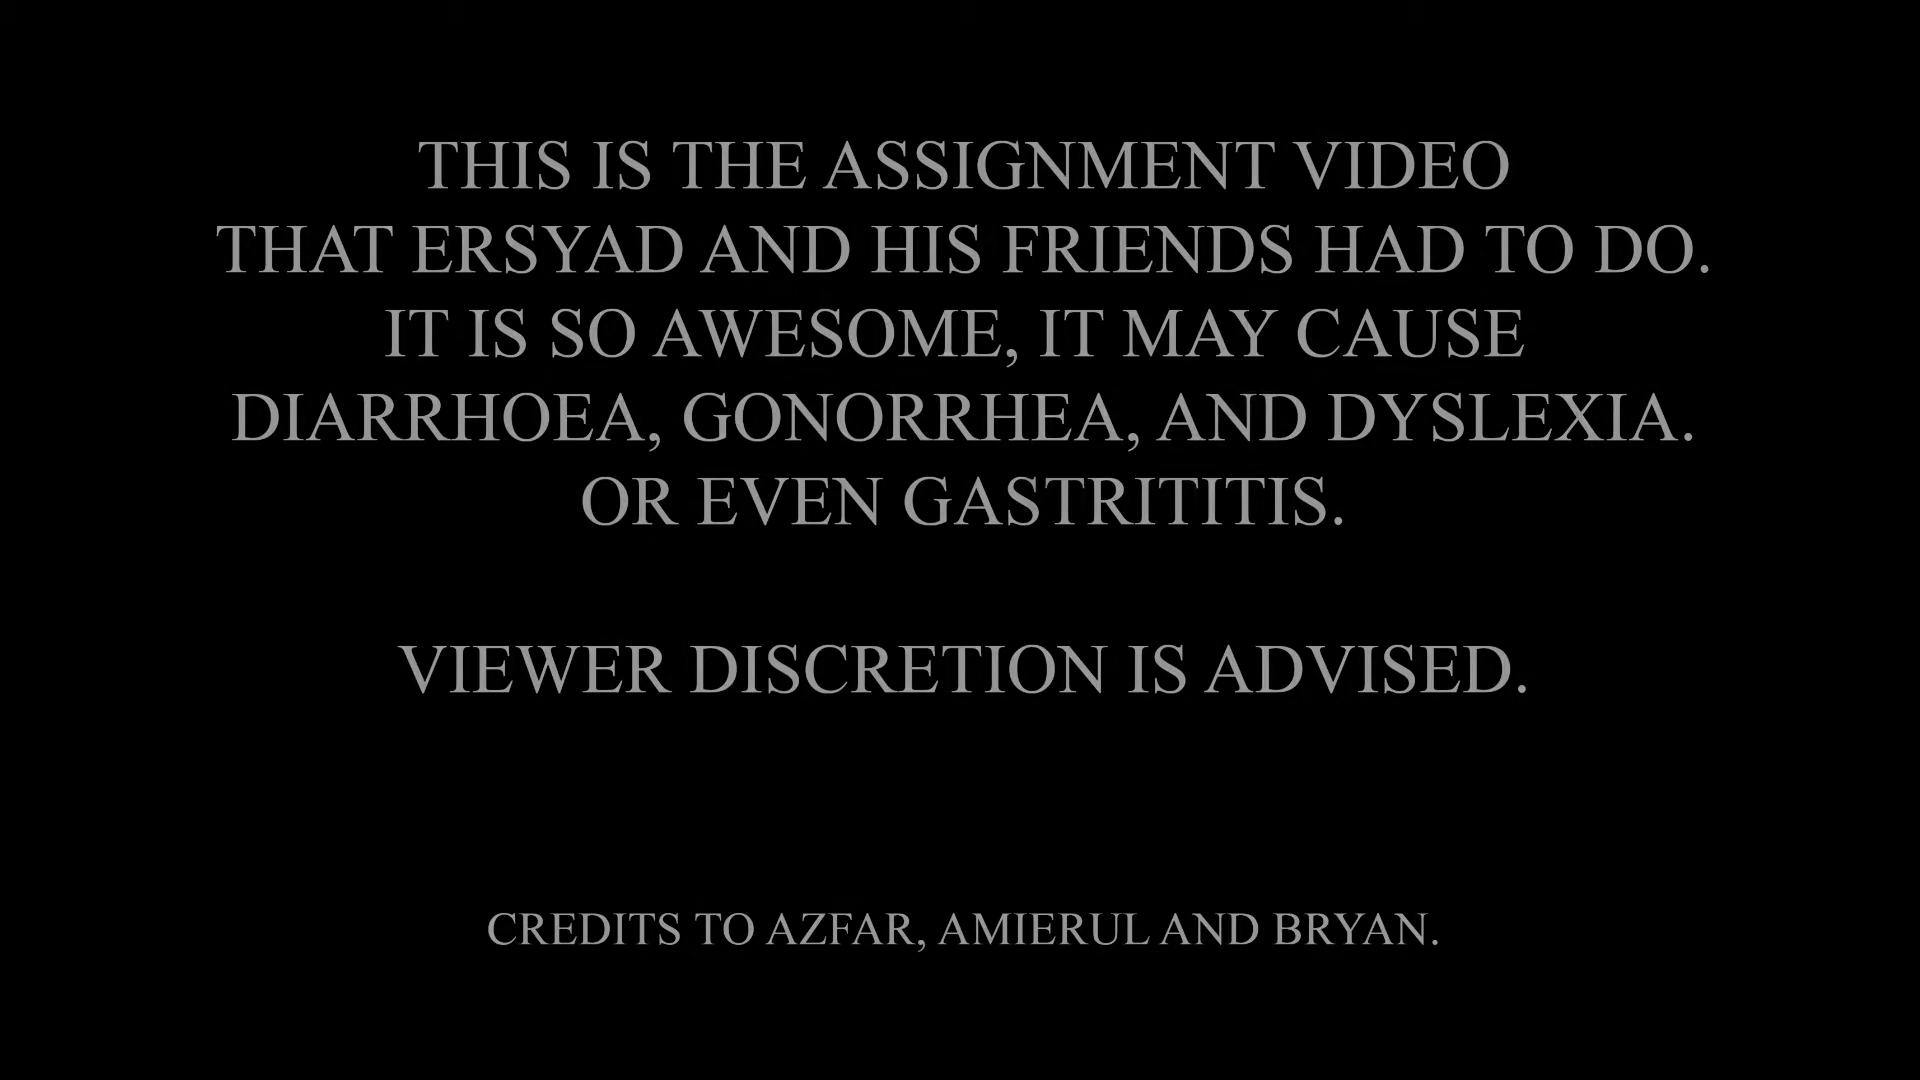 THIS IS THE ASSIGNMENT VIDEO
THAT ERSYAD AND HIS FRIENDS HAD TO DO.
IT IS SO AWESOME, IT MAY CAUSE
DIARRHOEA, GONORRHEA, AND DYSLEXIA.
OR EVEN GASTRITITIS.
VIEWER DISCRETION IS ADVISED.
CREDITS TO AZFAR, AMIERUL AND BRYAN.